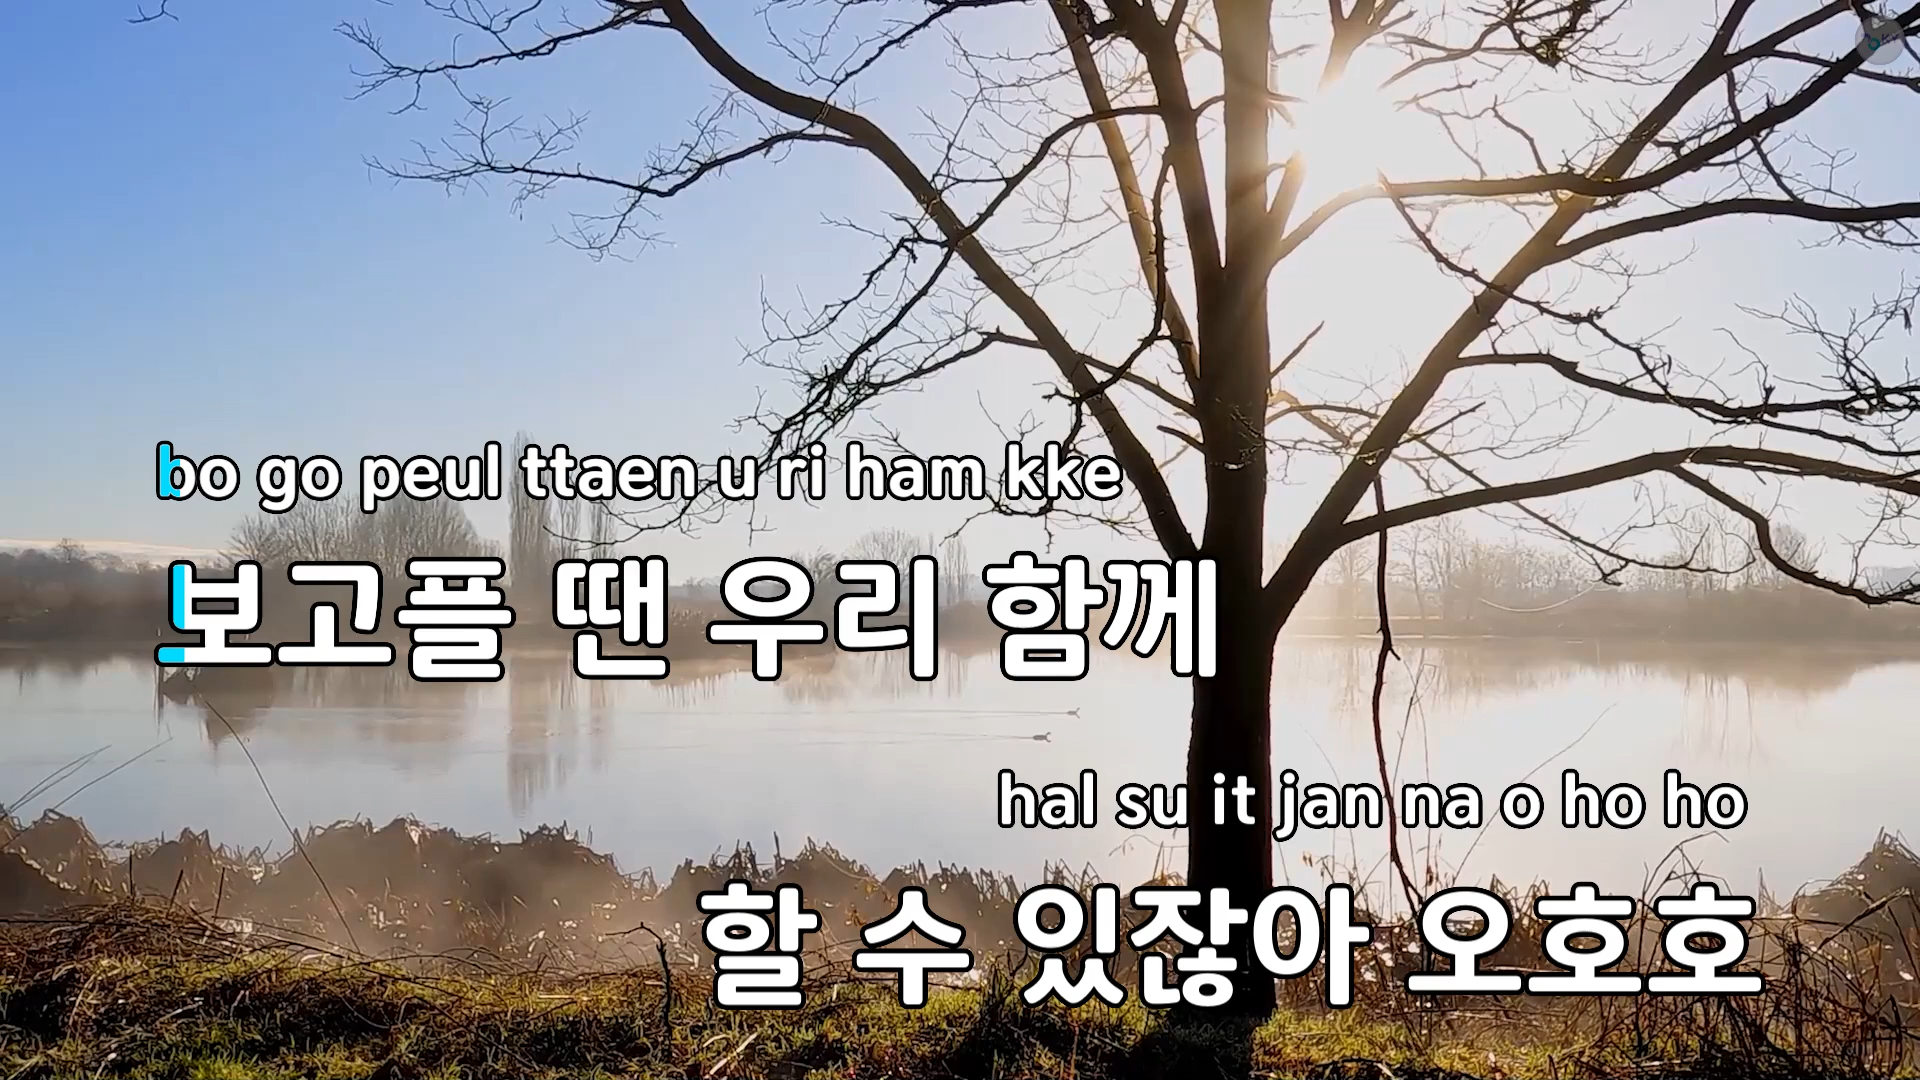 bo go peul ttaen u ri ham kke
보고플 땐 우리 함께
hal su it jan na o ho ho
할 수 있잖아 오호호